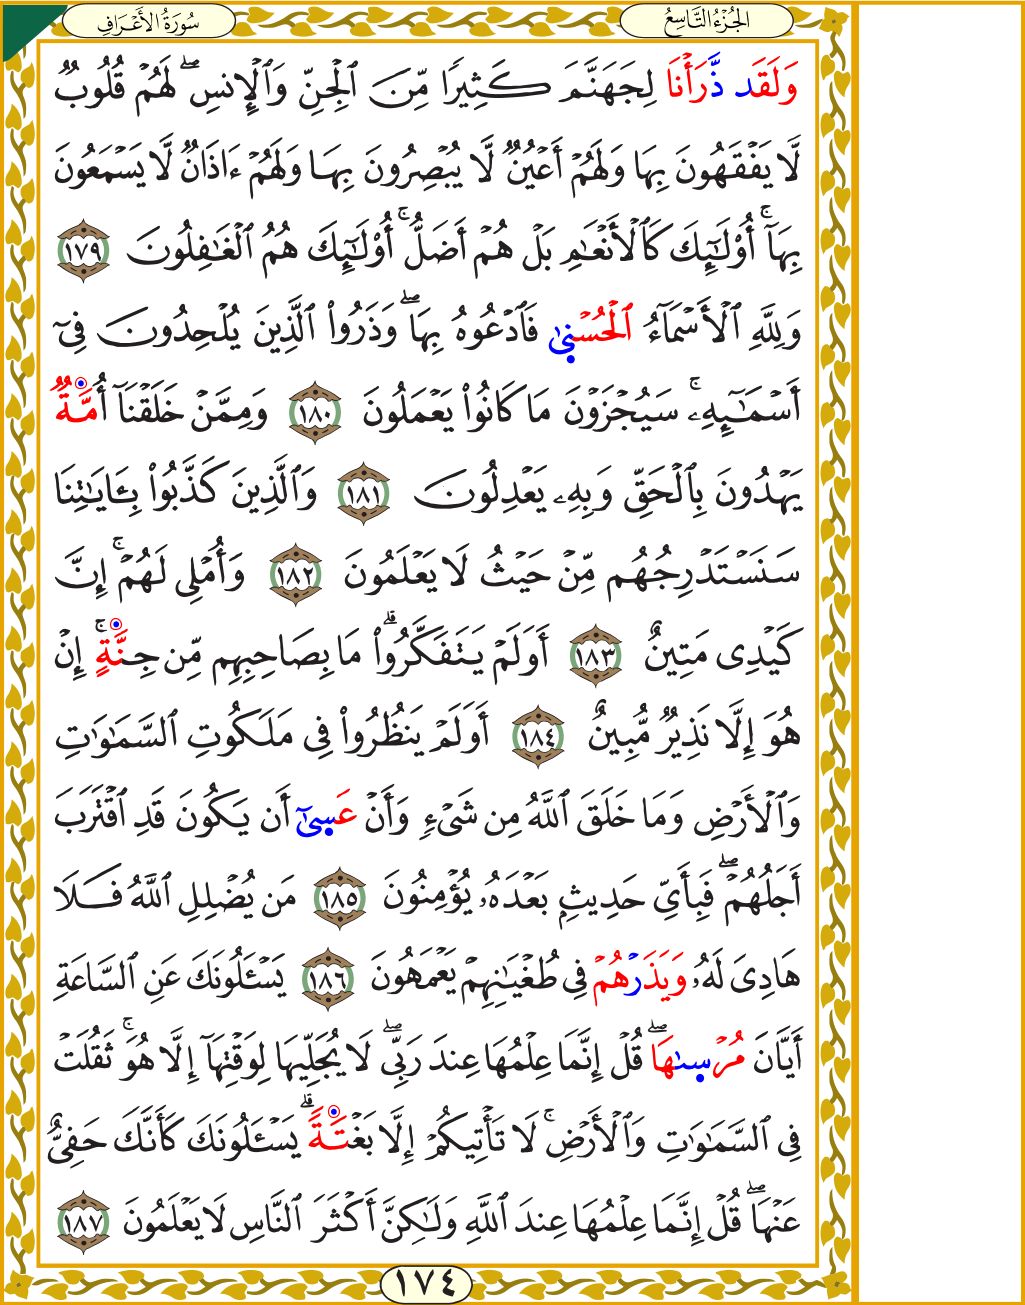 سُورَةُ الأَعْرَافِ
الجُزْءُ التَّاسِعُ
وَلَقَد ذَّرَأْنَا لِجَهَنَّمَ كَثِيرًا مِّنَ ٱلْجِنِّ وَٱلْإِنسِ ۖ لَهُمْ قُلُوبٌ
لَّا يَفْقَهُونَ بِهَا وَلَهُمْ أَعْيُنٌ لَّا يُبْصِرُونَ بِهَا وَلَهُمْ ءَاذَانٌ لَّا يَسْمَعُونَ
بِهَآ ۚ أُو۟لَـٰٓئِكَ كَٱلْأَنْعَـٰمِ بَلْ هُمْ أَضَلُّ ۚ أُو۟لَـٰٓئِكَ هُمُ ٱلْغَـٰفِلُونَ ١٧٩
وَلِلَّهِ ٱلْأَسْمَآءُ ٱلْحُسْنىٰ فَٱدْعُوهُ بِهَا ۖ وَذَرُوا۟ ٱلَّذِينَ يُلْحِدُونَ فِىٓ
أَسْمَـٰٓئِهِۦ ۚ سَيُجْزَوْنَ مَا كَانُوا۟ يَعْمَلُونَ ١٨٠ وَمِمَّنْ خَلَقْنَآ أُمَّةٌ
يَهْدُونَ بِٱلْحَقِّ وَبِهِۦ يَعْدِلُونَ ١٨١ وَٱلَّذِينَ كَذَّبُوا۟ بِـَٔايَـٰتِنَا
سَنَسْتَدْرِجُهُم مِّنْ حَيْثُ لَا يَعْلَمُونَ ١٨٢ وَأُمْلِى لَهُمْ ۚ إِنَّ
كَيْدِى مَتِينٌ ١٨٣ أَوَلَمْ يَتَفَكَّرُوا۟ ۗ مَا بِصَاحِبِهِم مِّن جِنَّةٍ ۚ إِنْ
هُوَ إِلَّا نَذِيرٌ مُّبِينٌ ١٨٤ أَوَلَمْ يَنظُرُوا۟ فِى مَلَكُوتِ ٱلسَّمَـٰوَٰتِ
وَٱلْأَرْضِ وَمَا خَلَقَ ٱللَّهُ مِن شَىْءٍ وَأَنْ عَسىٰٓ أَن يَكُونَ قَدِ ٱقْتَرَبَ
أَجَلُهُمْ ۖ فَبِأَىِّ حَدِيثٍ بَعْدَهُۥ يُؤْمِنُونَ ١٨٥ مَن يُضْلِلِ ٱللَّهُ فَلَا
هَادِىَ لَهُۥ وَيَذَرْهُمْ فِى طُغْيَـٰنِهِمْ يَعْمَهُونَ ١٨٦ يَسْـَٔلُونَكَ عَنِ ٱلسَّاعَةِ
أَيَّانَ مُرْسىٰهَا ۖ قُلْ إِنَّمَا عِلْمُهَا عِندَ رَبِّى ۖ لَا يُجَلِّيهَا لِوَقْتِهَآ إِلَّا هُوَ ۚ ثَقُلَتْ
فِى ٱلسَّمَـٰوَٰتِ وَٱلْأَرْضِ ۚ لَا تَأْتِيكُمْ إِلَّا بَغْتَةً ۗ يَسْـَٔلُونَكَ كَأَنَّكَ حَفِىٌّ
عَنْهَا ۖ قُلْ إِنَّمَا عِلْمُهَا عِندَ ٱللَّهِ وَلَـٰكِنَّ أَكْثَرَ ٱلنَّاسِ لَا يَعْلَمُونَ ١٨٧
١٧٤